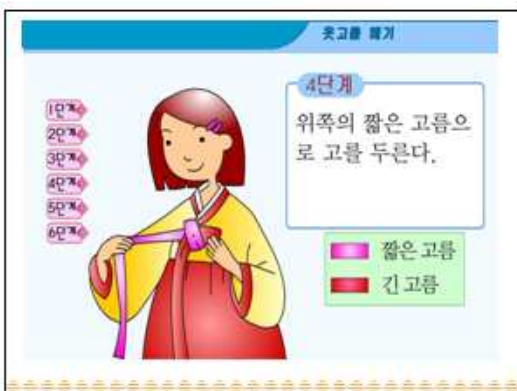 옷고름 매기
1단계
2단계
3단계
4단계
5단계
6단계
4단계
위쪽의 짧은 고름으
로 고를 두른다.
짧은 고름
긴 고름